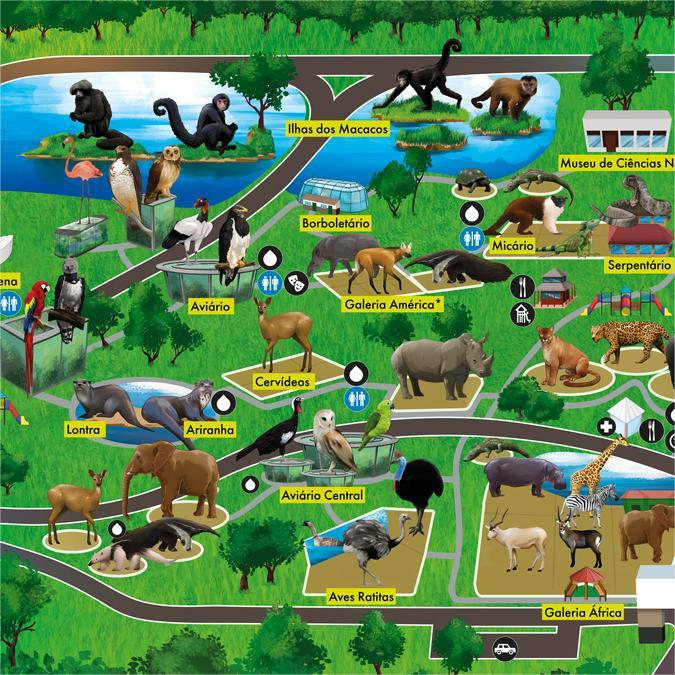 Ilhas dos Macacos
Museu de Ciências N
Borboletário
Micário
Serpentário
ena
Aviário
Galeria América*
Cervídeos
Lontra
Ariranha
Aviário Central
Aves Ratitas
Galeria África